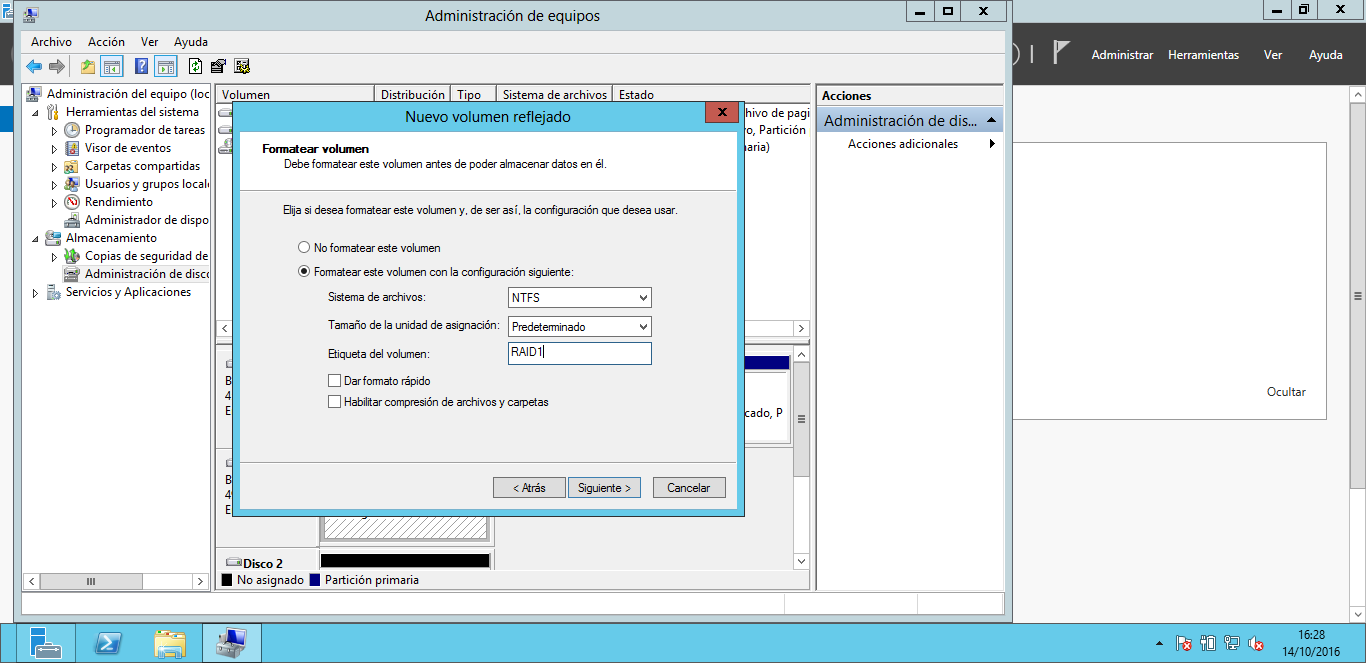 Administración de equipos
Archivo Acción Ver Ayuda
Administrar Herramientas Ver Ayuda
Administración del equipo (loc
Herramientas del sistema
Programador de tareas
Visor de eventos
Carpetas compartidas
Usuarios y grupos local
Rendimiento
Administrador de dispo
Almacenamiento
Copias de seguridad de
Administración de disco
Servicios y Aplicaciones
Volumen Distribución Tipo Sistema de archivos Estado
hivo de pagi
o, Partición
aria)
Acciones
Administración de dis...
Acciones adicionales
Nuevo volumen reflejado
Formatear volumen
Debe formatear este volumen antes de poder almacenar datos en él.
Elija si desea formatear este volumen y, de ser así, la configuración que desea usar.
No formatear este volumen
Formatear este volumen con la configuración siguiente:
Sistema de archivos: NTFS
Tamaño de la unidad de asignación: Predeterminado
Etiqueta del volumen: RAID1
Dar formato rápido
Habilitar compresión de archivos y carpetas
< Atrás Siguiente > Cancelar
B
4
E
cado, P
B
49
E
Disco 2
No asignado Partición primaria
Ocultar
16:28
14/10/2016